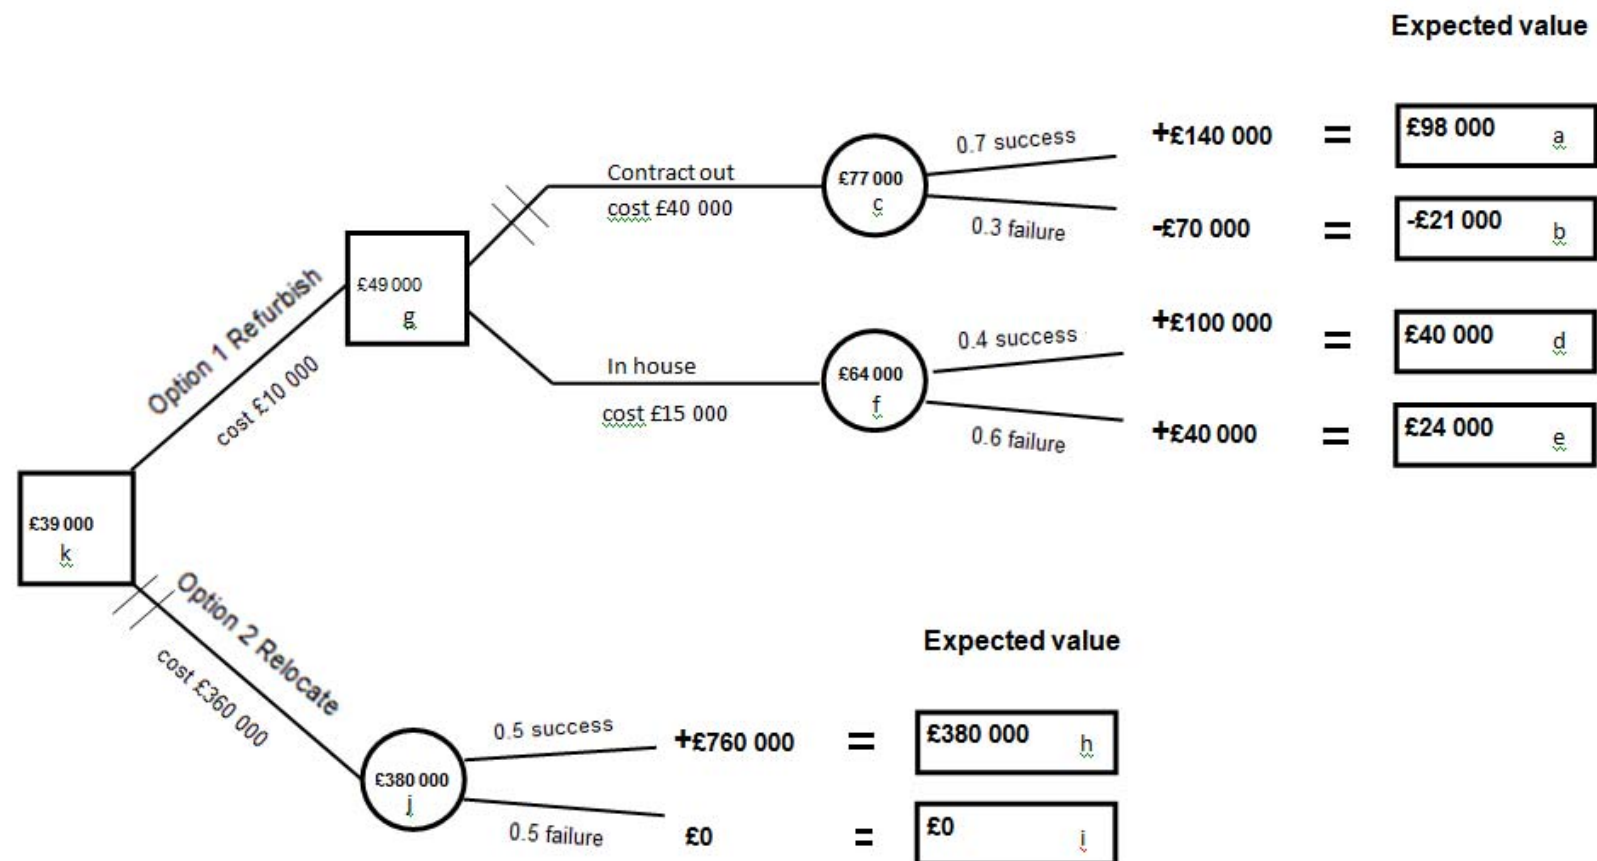 Expected value
0.7 success
+£140 000
=
£98 000 a
Contract out
cost £40 000
£77 000
c
0.3 failure
-£70 000
=
-£21 000 b
Option 1 Refurbish
cost £10 000
£49 000
g
In house
cost £15 000
£64 000
f
0.4 success
+£100 000
=
£40 000 d
0.6 failure
+£40 000
=
£24 000 e
£39 000
k
Option 2 Relocate
cost £360 000
Expected value
£380 000
j
0.5 success
+£760 000
=
£380 000 h
0.5 failure
£0
=
£0 i